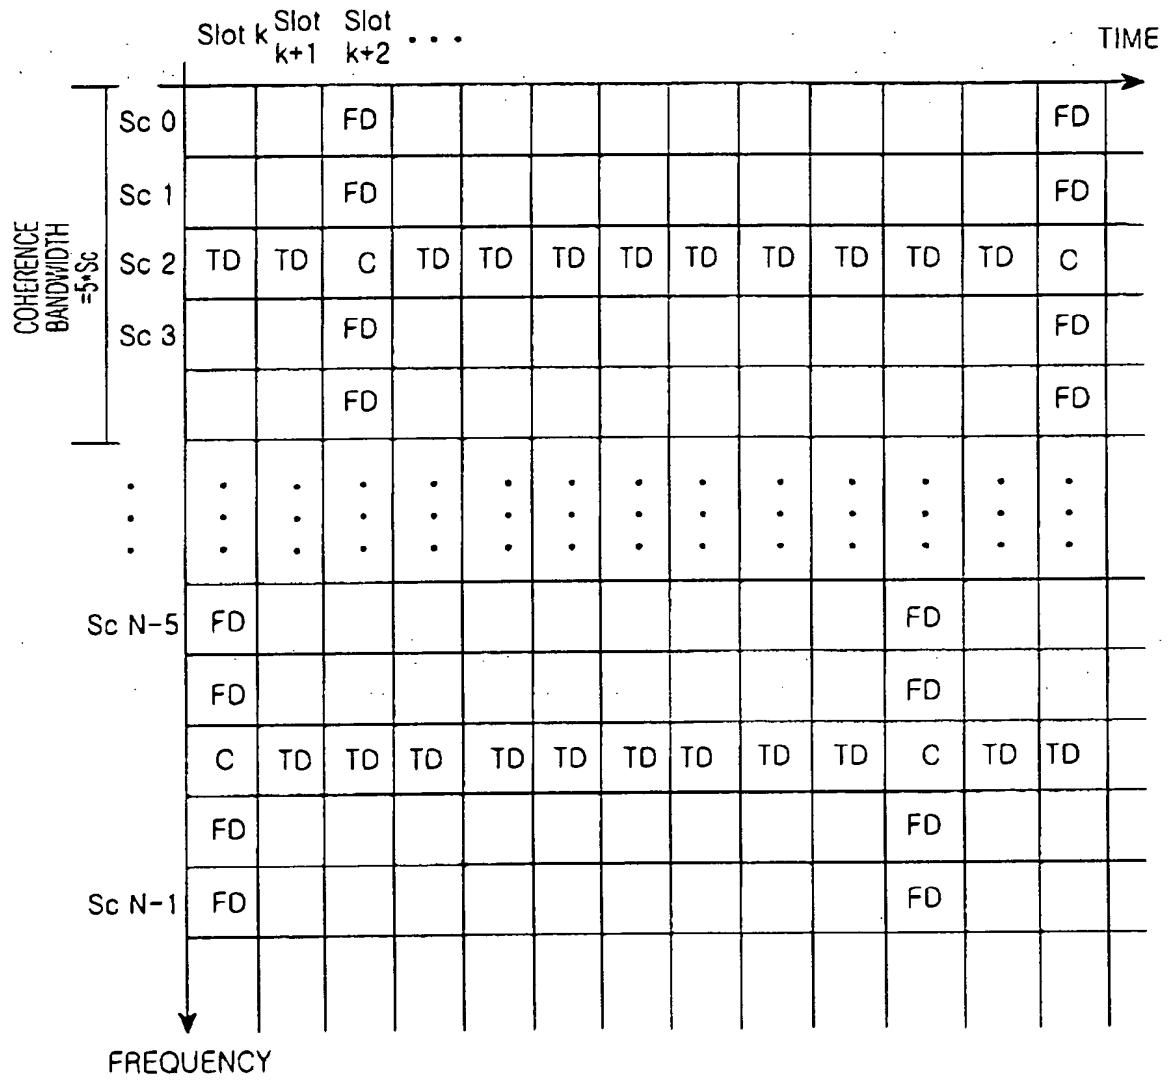 Slot k Slot k+1 Slot k+2 . . .
TIME
COHERENCE BANDWIDTH =5*Sc
Sc 0 FD FD
Sc 1 FD FD
Sc 2 TD TD C TD TD TD TD TD TD TD TD TD C
Sc 3 FD FD
FD FD
Sc N-5 FD FD
FD FD
C TD TD TD TD TD TD TD TD TD C TD TD
FD FD
Sc N-1 FD FD
FREQUENCY